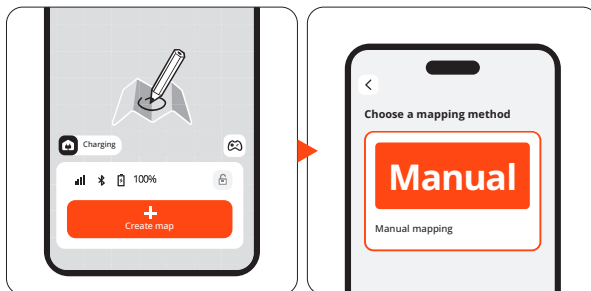 Charging
100%
Create map
Choose a mapping method
Manual
Manual mapping